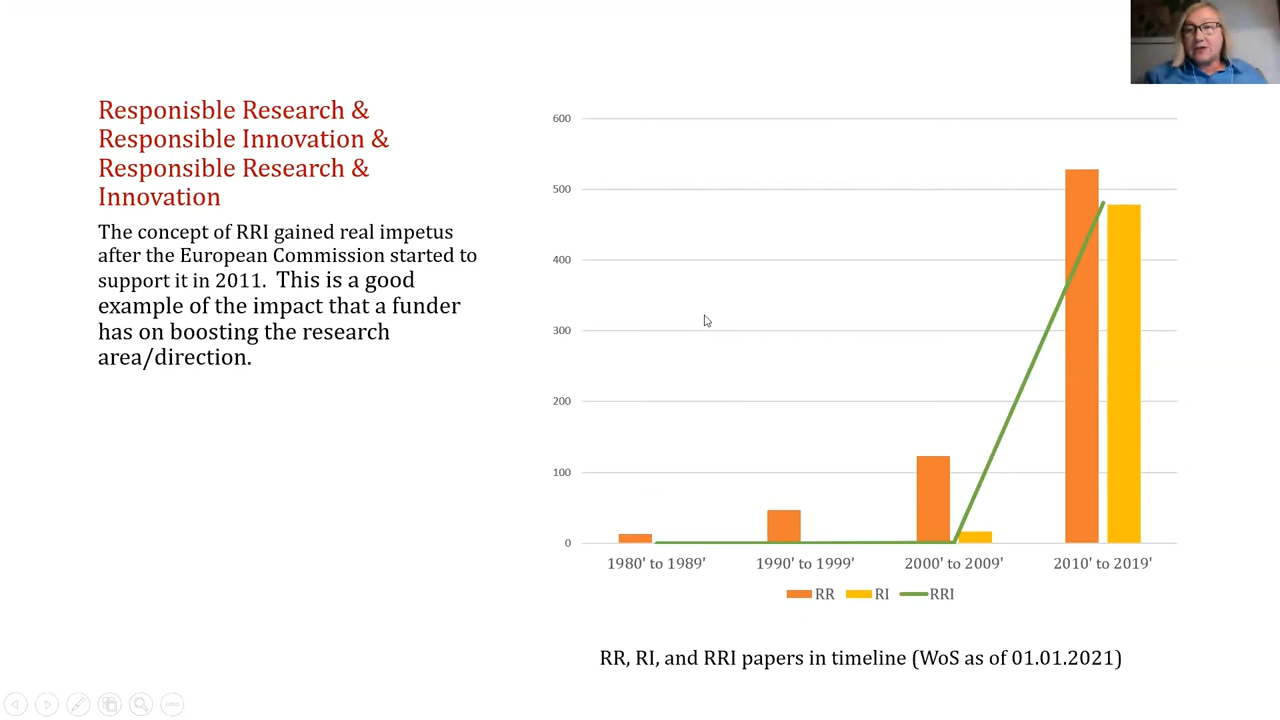 Responisble Research &
Responsible Innovation &
Responsible Research &
Innovation
The concept of RRI gained real impetus
after the European Commission started to
support it in 2011.  This is a good
example of the impact that a funder
has on boosting the research
area/direction.
600
500
400
300
200
100
0
1980' to 1989' 1990' to 1999' 2000' to 2009' 2010' to 2019'
RR RI RRI
RR, RI, and RRI papers in timeline (WoS as of 01.01.2021)